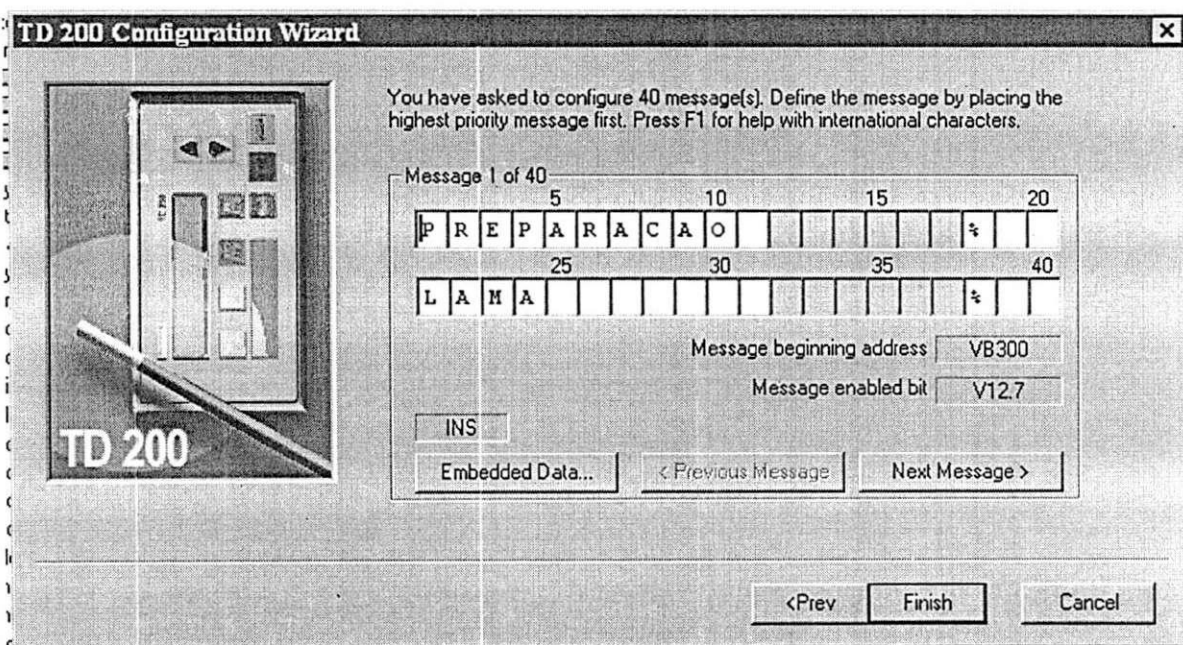 TD 200 Configuration Wizard
You have asked to configure 40 message(s). Define the message by placing the
highest priority message first. Press F1 for help with international characters.
Message 1 of 40
5 10 15 20
PREPARACAO %
25 30 35 40
LAMA %
Message beginning address VB300
Message enabled bit V12.7
INS
Embedded Data... < Previous Message Next Message >
TD 200
<Prev Finish Cancel